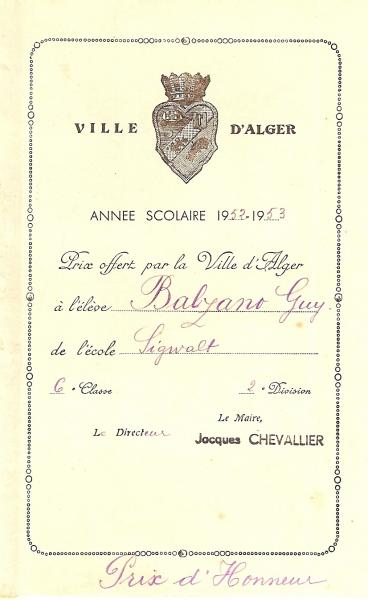 VILLE D'ALGER
ANNEE SCOLAIRE 1952-1953
Prix offert par la Ville d'Alger
à l'élève Balzano Guy.
de l'école Sigwalt
6e Classe 2e Division
Le Maire,
Le Directeur Jacques CHEVALLIER
Prix d'Honneur